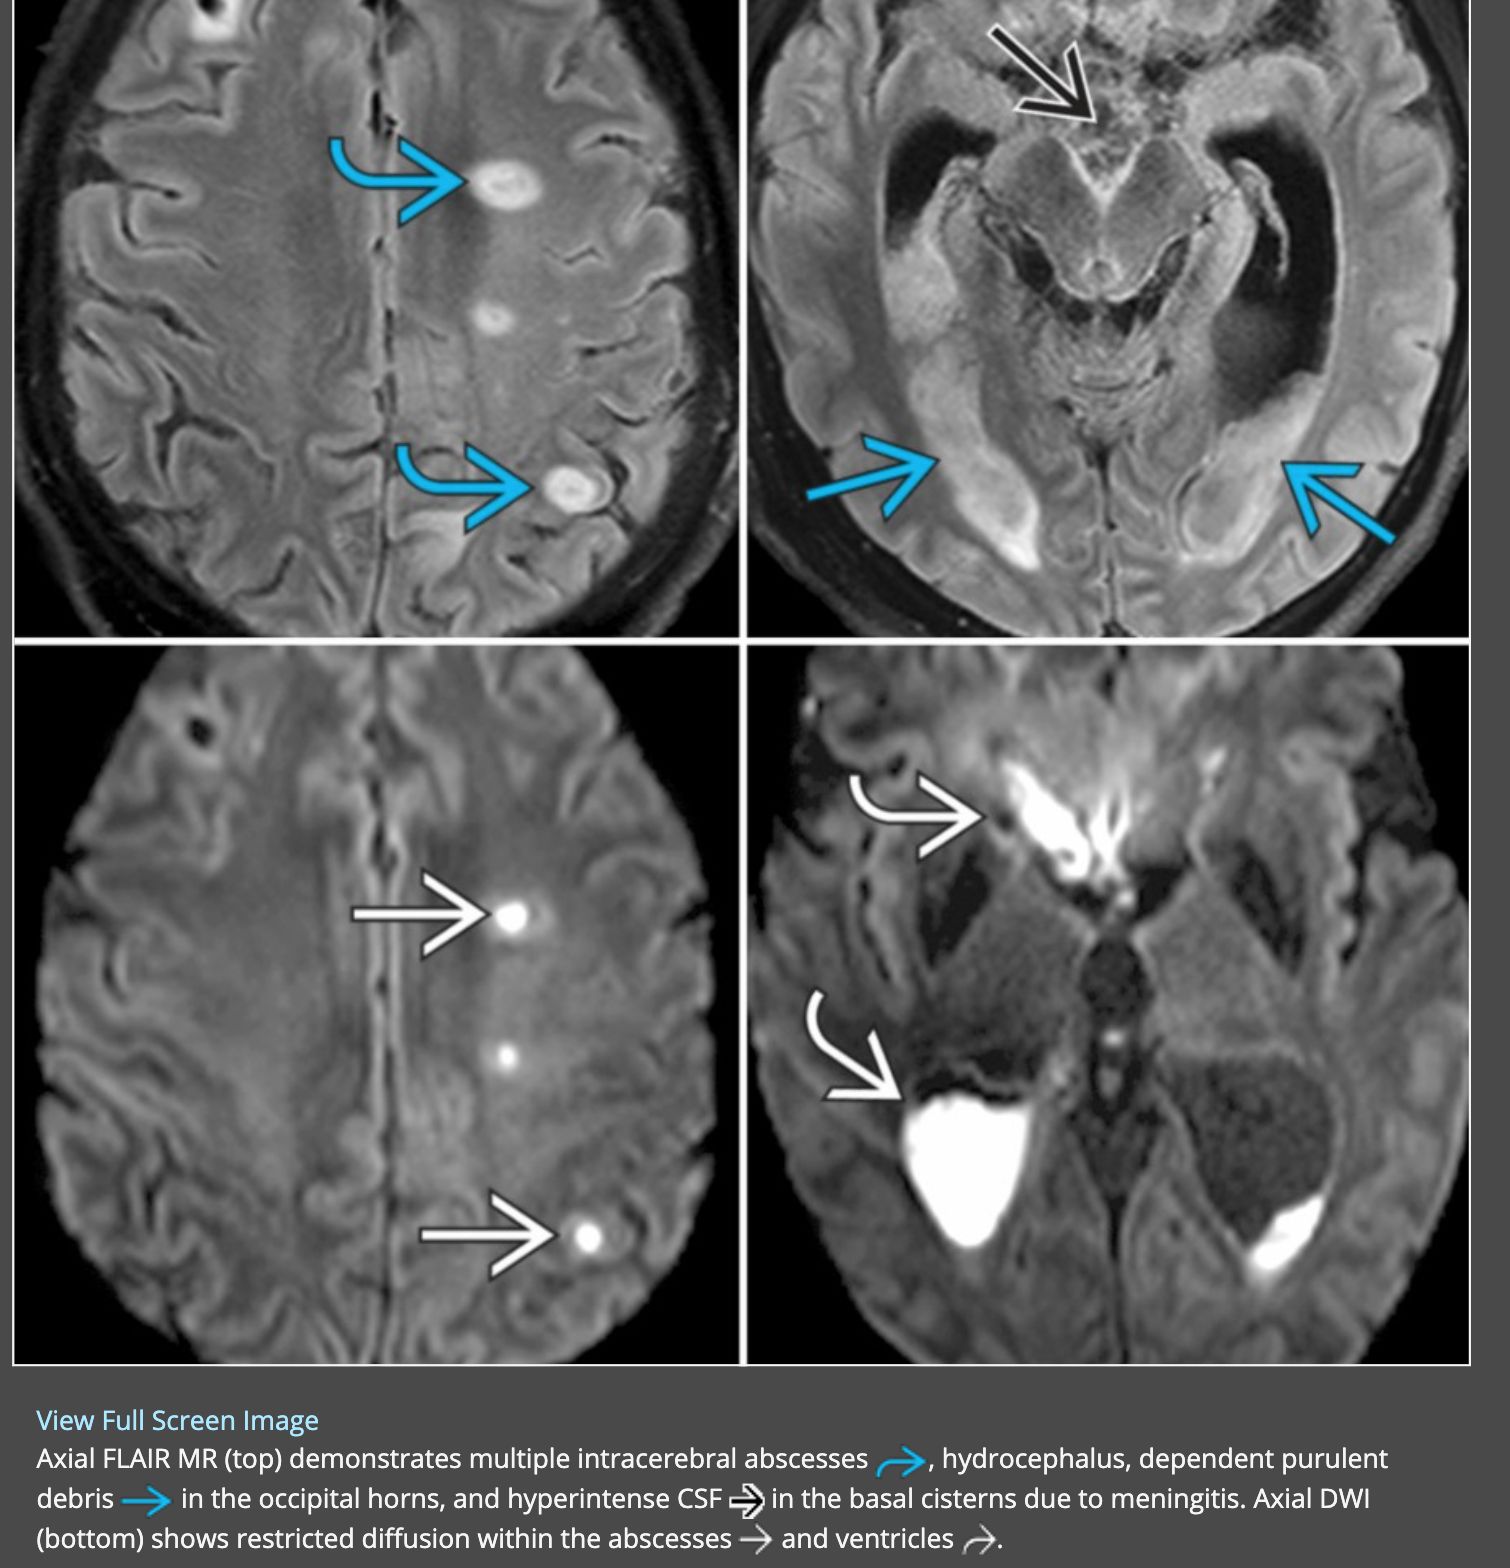 View Full Screen Image
Axial FLAIR MR (top) demonstrates multiple intracerebral abscesses , hydrocephalus, dependent purulent
debris in the occipital horns, and hyperintense CSF in the basal cisterns due to meningitis. Axial DWI
(bottom) shows restricted diffusion within the abscesses and ventricles .